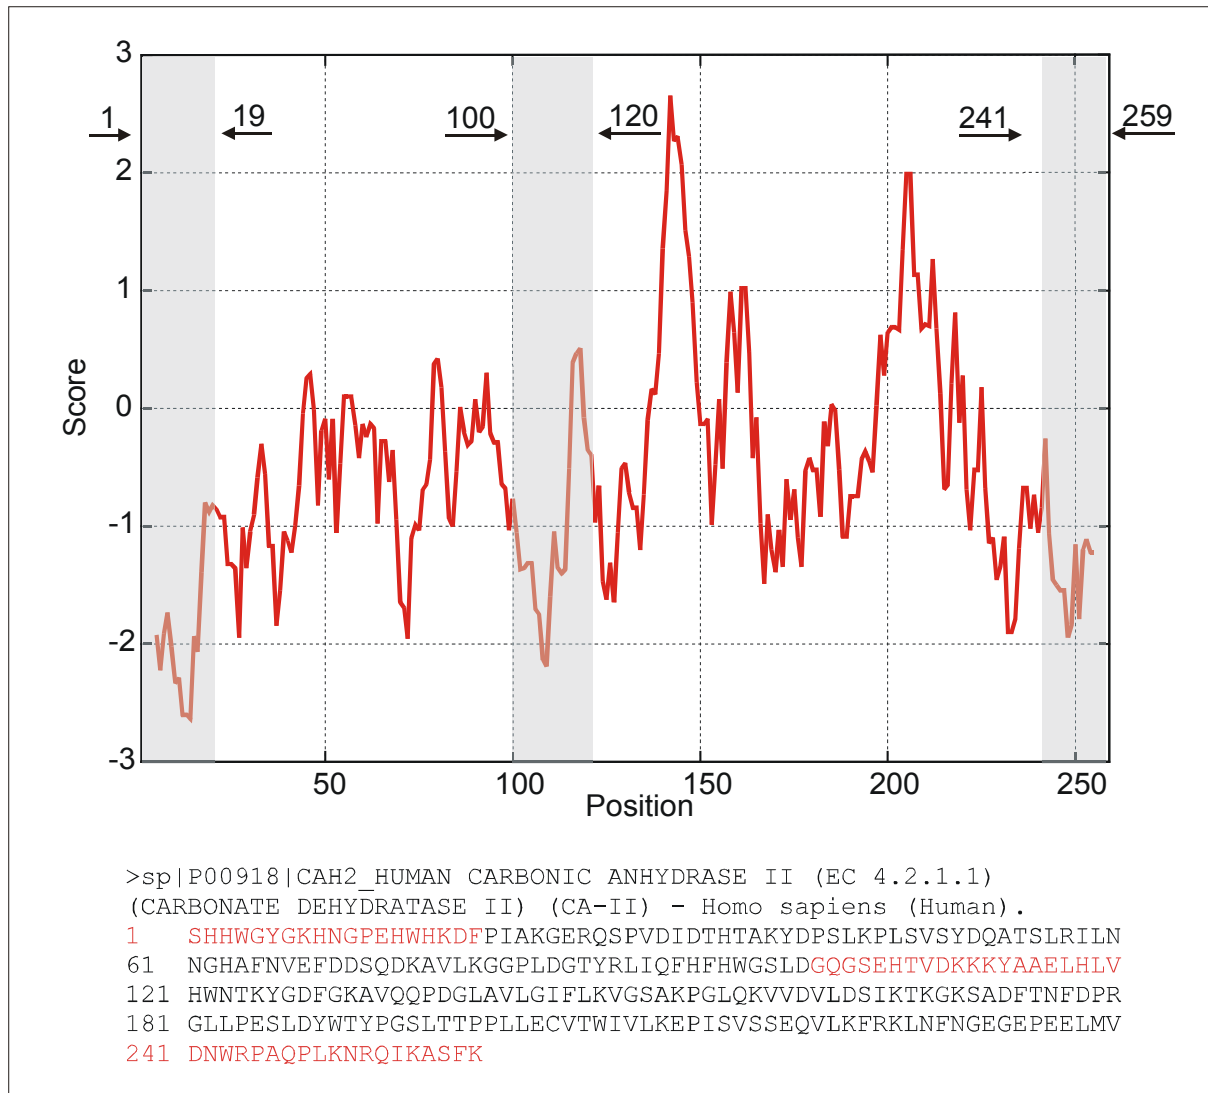 3
1
19
100
120
241
259
2
1
0
-1
-2
-3
Score
50
100
150
200
250
Position
>sp|P00918|CAH2_HUMAN CARBONIC ANHYDRASE II (EC 4.2.1.1)
(CARBONATE DEHYDRATASE II) (CA-II) - Homo sapiens (Human).
1 SHHWGYGKHNGPEHWHKDFPIAKGERQSPVDIDTHTAKYDPSLKPLSVSYDQATSLRILN
61 NGHAFNVEFDDSQDKAVLKGGPLDGTYRLIQFHFHWGSLDGQGSEHTVDKKKYAAELHLV
121 HWNTKYGDFGKAVQQPDGLAVLGIFLKVGSAKPGLQKVVDVLDSIKTKGKSADFTNFDPR
181 GLLPESLDYWTYPGSLTTPPLLECVTWIVLKEPISVSSEQVLKFRKLNFNGEGEPEELMV
241 DNWRPAQPLKNRQIKASFK